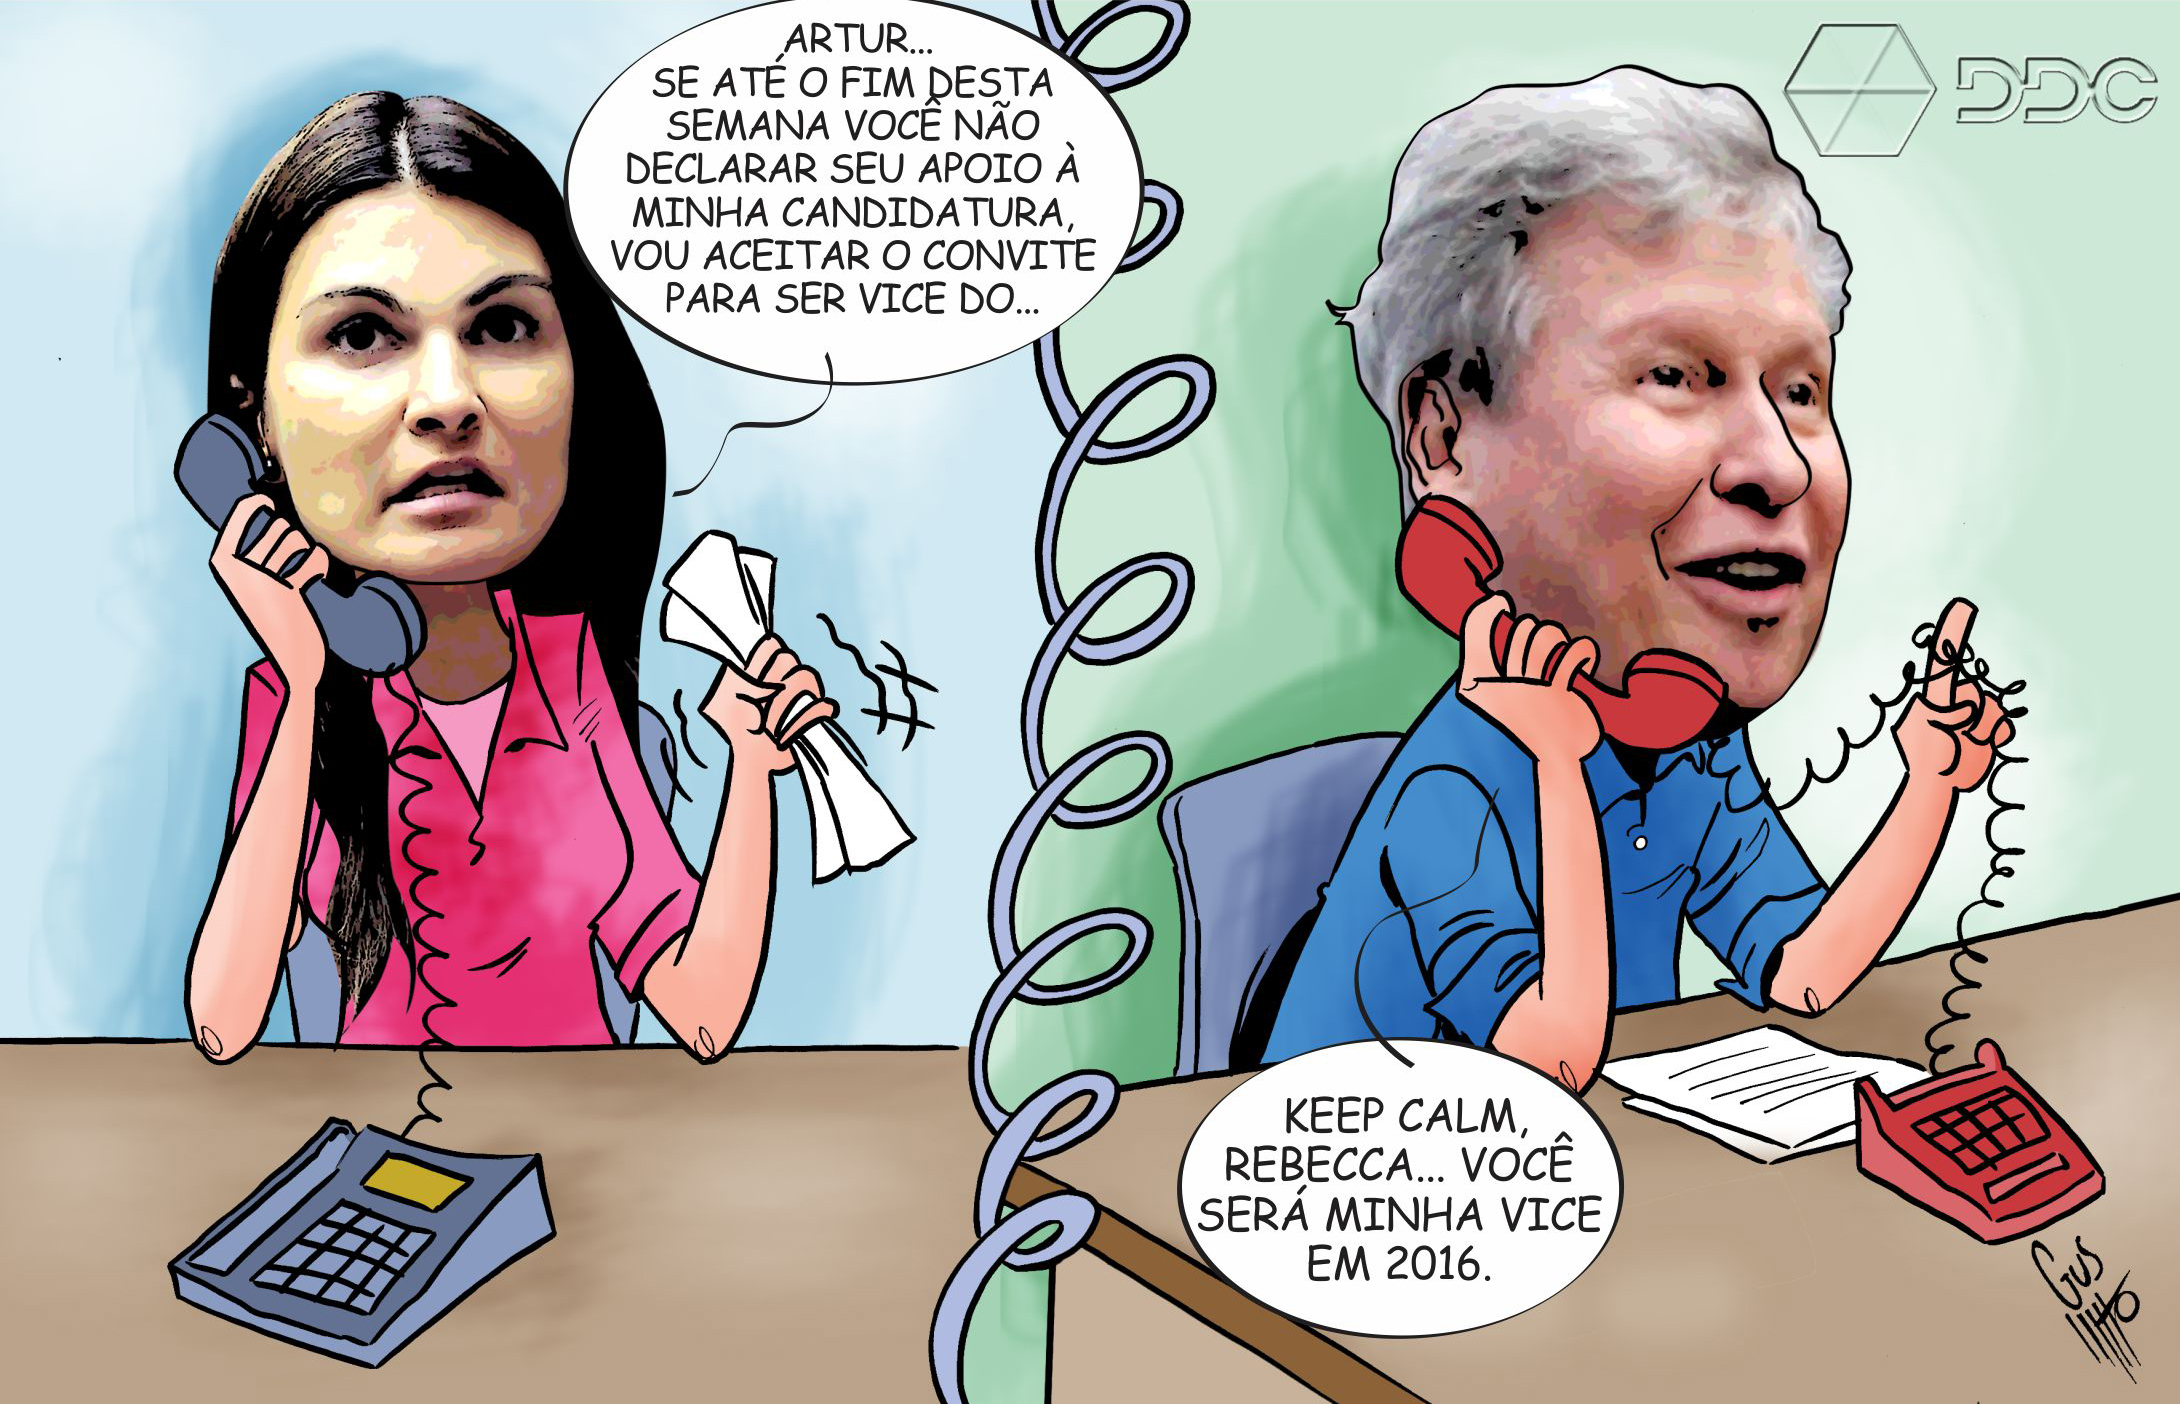 ARTUR...
SE ATÉ O FIM DESTA
SEMANA VOCÊ NÃO
DECLARAR SEU APOIO À
MINHA CANDIDATURA,
VOU ACEITAR O CONVITE
PARA SER VICE DO...
DDC
KEEP CALM,
REBECCA... VOCÊ
SERÁ MINHA VICE
EM 2016.